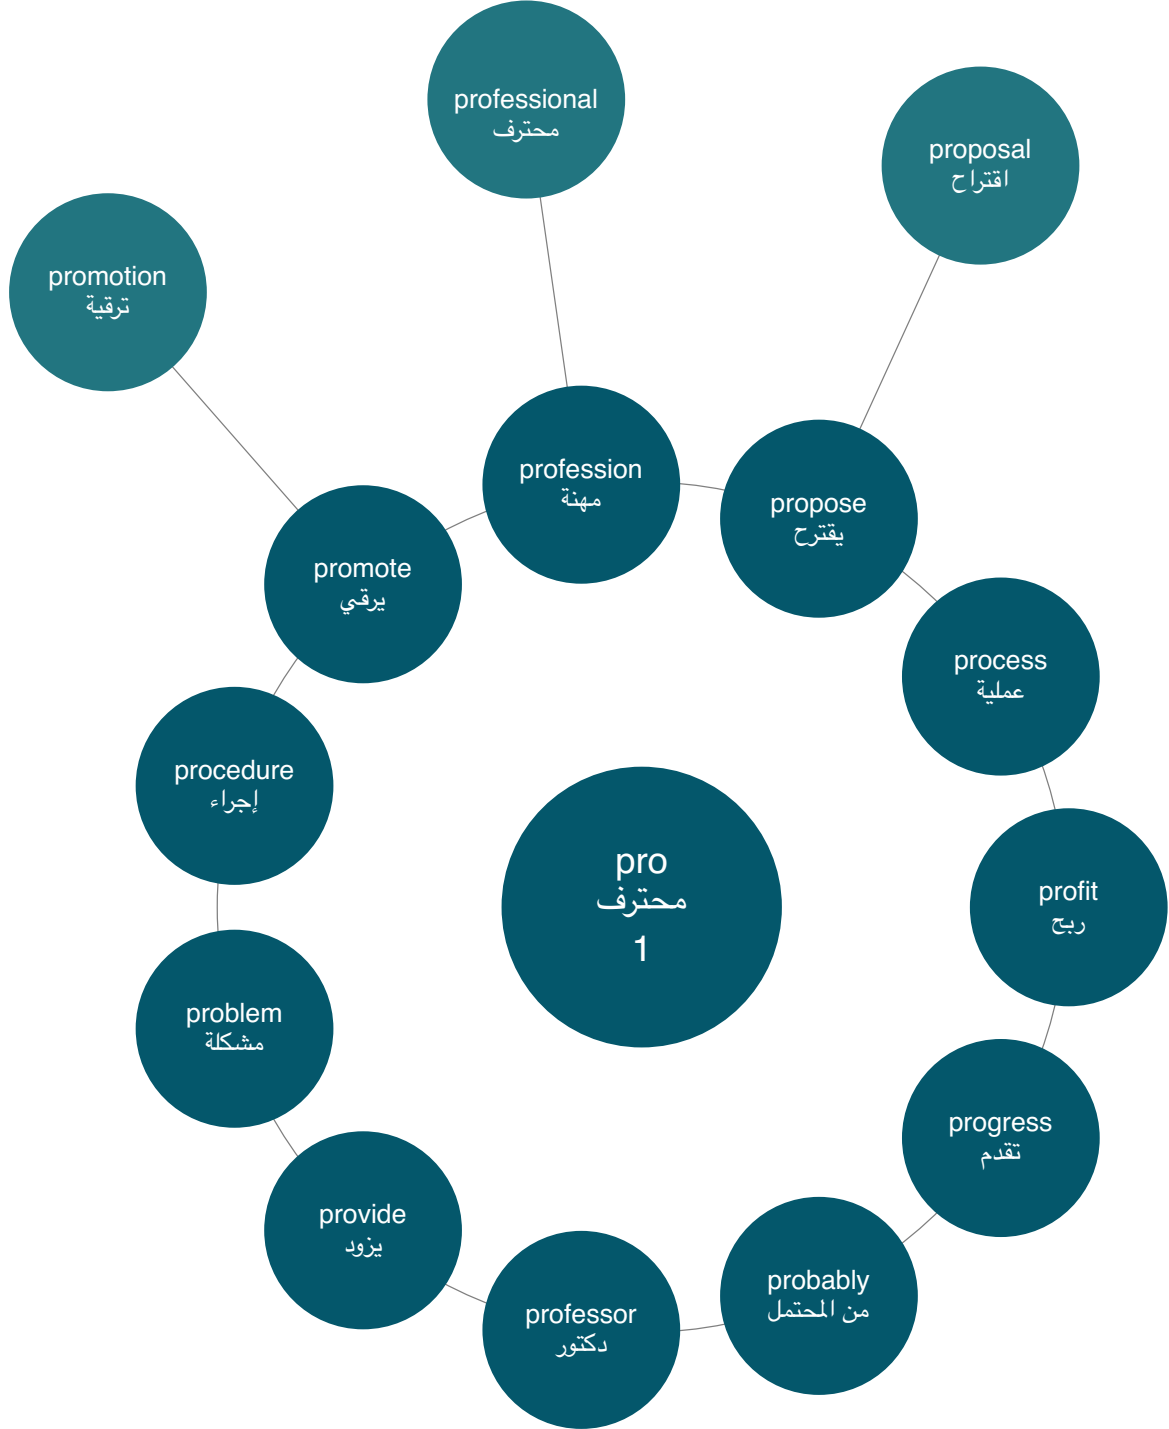 professional
محترف
proposal
اقتراح
promotion
ترقية
profession
مهنة
propose
يقترح
promote
يرقي
process
عملية
procedure
إجراء
pro
محترف
1
profit
ربح
problem
مشكلة
progress
تقدم
provide
يزود
probably
من المحتمل
professor
دكتور